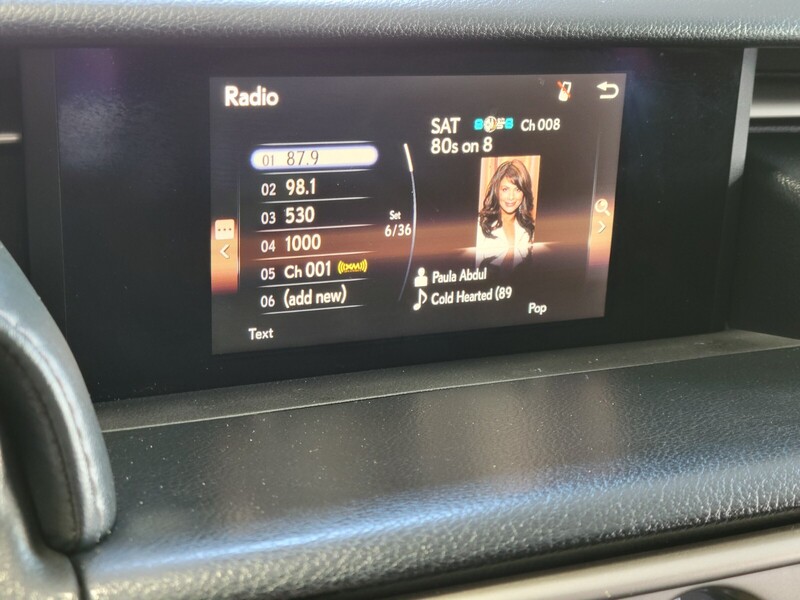 Radio
SAT Ch 008
80s on 8
01 87.9
02 98.1
03 530
04 1000
05 Ch 001 ((XM))
06 (add new)
Set
6/36
Paula Abdul
Cold Hearted (89
Pop
Text